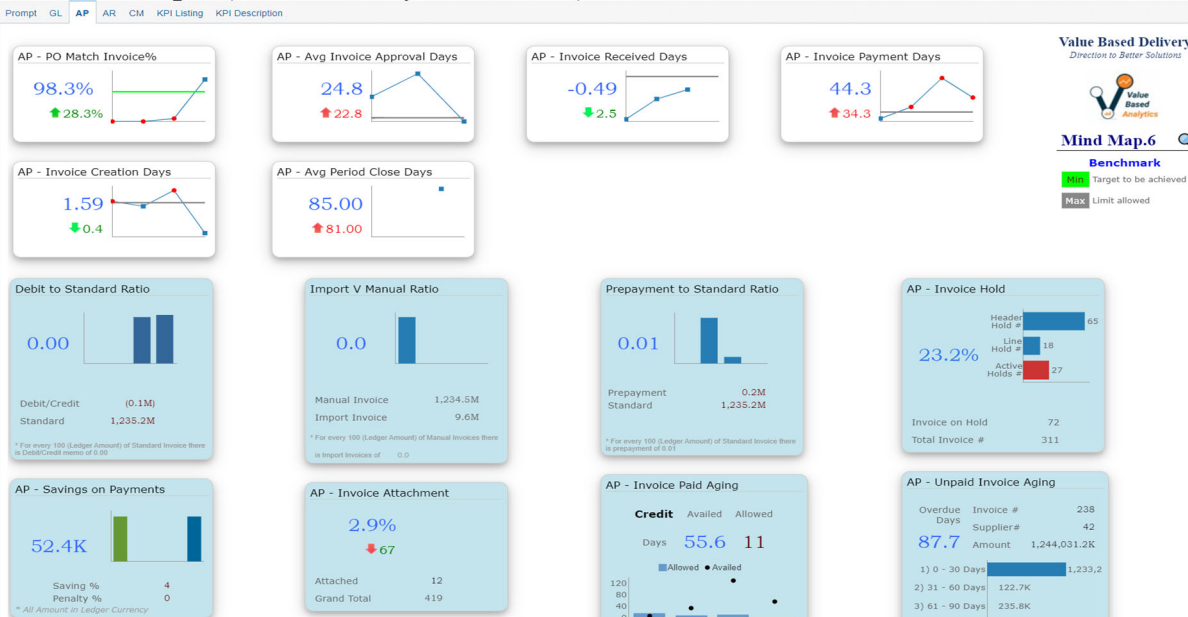 Prompt GL AP AR CM KPI Listing KPI Description
AP - PO Match Invoice%
98.3%
28.3%
AP - Avg Invoice Approval Days
24.8
22.8
AP - Invoice Received Days
-0.49
2.5
AP - Invoice Payment Days
44.3
34.3
Value Based Delivery
Direction to Better Solutions
Value
Based
Analytics
Mind Map.6
Benchmark
Min Target to be achieved
Max Limit allowed
AP - Invoice Creation Days
1.59
0.4
AP - Avg Period Close Days
85.00
81.00
Debit to Standard Ratio
0.00
Debit/Credit (0.1M)
Standard 1,235.2M
* For every 100 (Ledger Amount) of Standard Invoice there
is Debit/Credit memo of 0.00
Import V Manual Ratio
0.0
Manual Invoice 1,234.5M
Import Invoice 9.6M
* For every 100 (Ledger Amount) of Manual Invoices there
is Import Invoices of 0.0
Prepayment to Standard Ratio
0.01
Prepayment 0.2M
Standard 1,235.2M
* For every 100 (Ledger Amount) of Standard Invoice there
is prepayment of 0.01
AP - Invoice Hold
23.2%
Header
Hold # 65
Line
Hold # 18
Active
Holds # 27
Invoice on Hold 72
Total Invoice # 311
AP - Savings on Payments
52.4K
Saving % 4
Penalty % 0
* All Amount in Ledger Currency
AP - Invoice Attachment
2.9%
67
Attached 12
Grand Total 419
AP - Invoice Paid Aging
Credit Availed Allowed
Days 55.6 11
Allowed Availed
120
80
40
0
AP - Unpaid Invoice Aging
Overdue
Days
87.7
Invoice # 238
Supplier# 42
Amount 1,244,031.2K
1) 0 - 30 Days 1,233,2
2) 31 - 60 Days 122.7K
3) 61 - 90 Days 235.8K